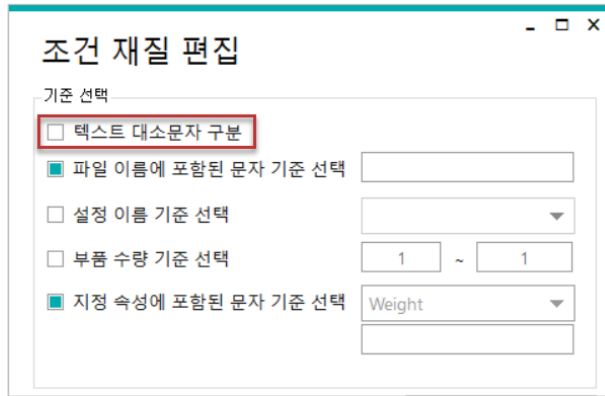 조건 재질 편집
기준 선택
텍스트 대소문자 구분
파일 이름에 포함된 문자 기준 선택
설정 이름 기준 선택
부품 수량 기준 선택 1 ~ 1
지정 속성에 포함된 문자 기준 선택 Weight